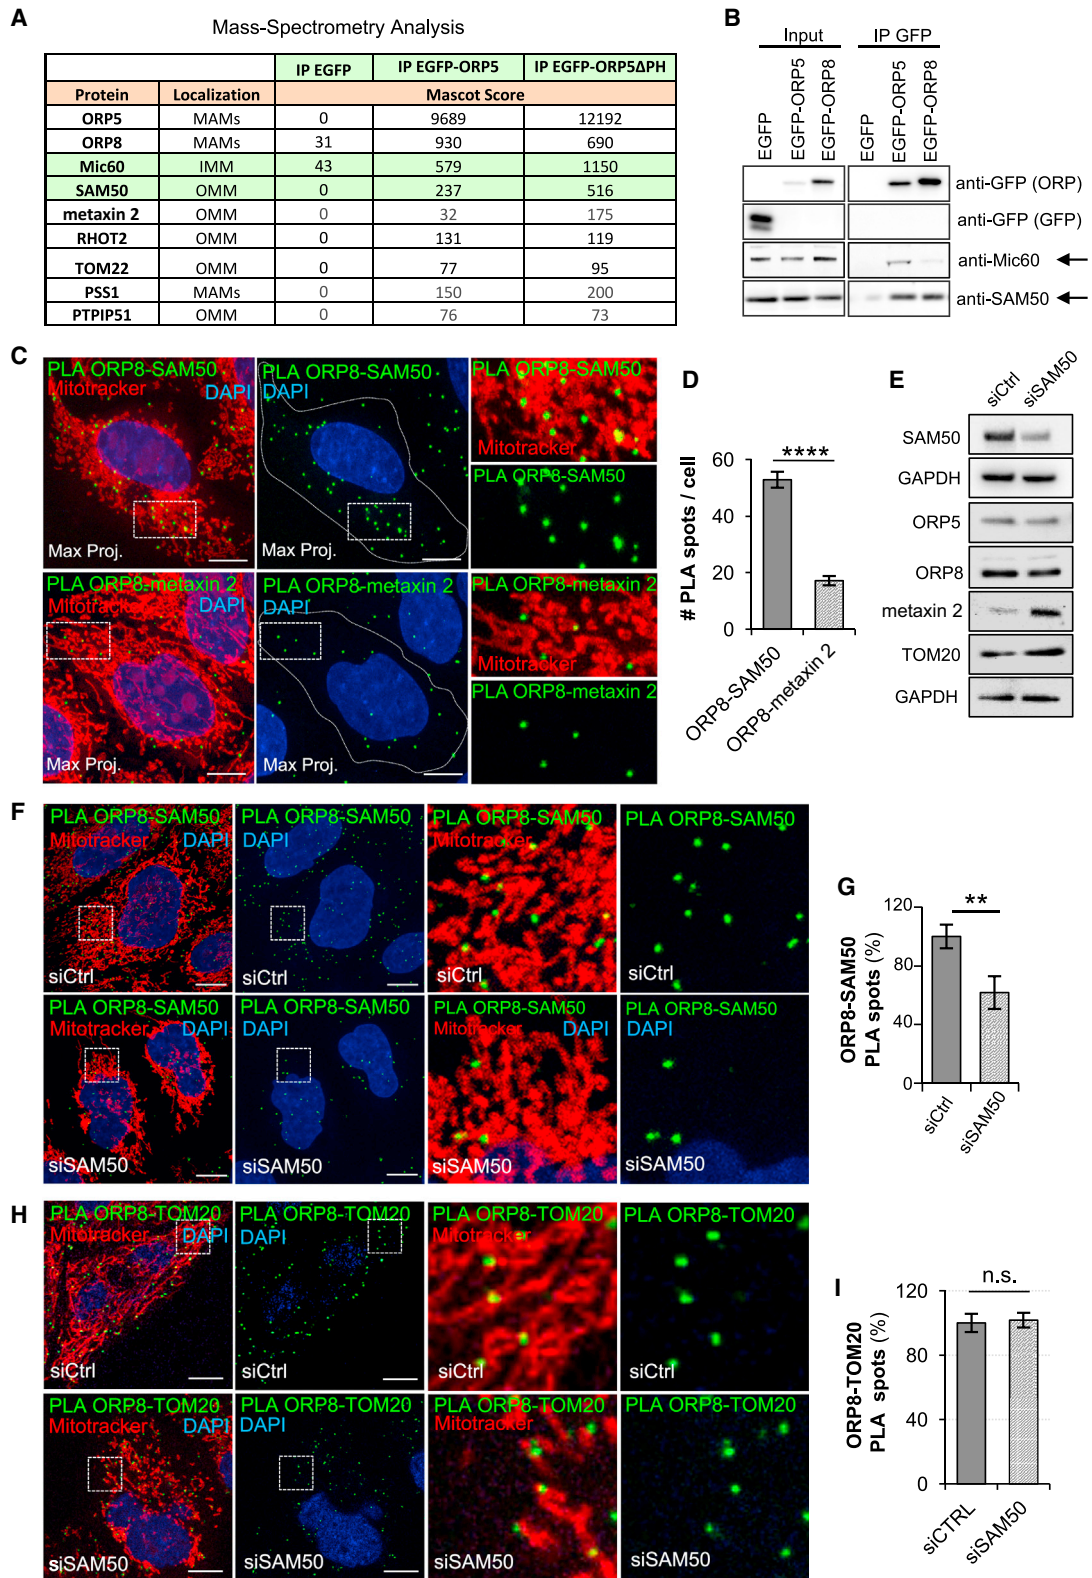 A
Mass-Spectrometry Analysis
IP EGFP IP EGFP-ORP5 IP EGFP-ORP5ΔPH
Protein Localization Mascot Score
ORP5 MAMs 0 9689 12192
ORP8 MAMs 31 930 690
Mic60 IMM 43 579 1150
SAM50 OMM 0 237 516
metaxin 2 OMM 0 32 175
RHOT2 OMM 0 131 119
TOM22 OMM 0 77 95
PSS1 MAMs 0 150 200
PTPIP51 OMM 0 76 73
B
Input IP GFP
EGFP EGFP-ORP5 EGFP-ORP8 EGFP EGFP-ORP5 EGFP-ORP8
anti-GFP (ORP)
anti-GFP (GFP)
anti-Mic60
anti-SAM50
C
PLA ORP8-SAM50
Mitotracker DAPI
Max Proj.
PLA ORP8-SAM50
DAPI
Max Proj.
PLA ORP8-SAM50
Mitotracker
PLA ORP8-SAM50
PLA ORP8-metaxin 2
Mitotracker DAPI
Max Proj.
PLA ORP8-metaxin 2
DAPI
Max Proj.
PLA ORP8-metaxin 2
Mitotracker
PLA ORP8-metaxin 2
D
# PLA spots / cell
60
40
20
0
****
ORP8-SAM50
ORP8-metaxin 2
E
siCtrl siSAM50
SAM50
GAPDH
ORP5
ORP8
metaxin 2
TOM20
GAPDH
F
PLA ORP8-SAM50
Mitotracker DAPI
siCtrl
PLA ORP8-SAM50
DAPI
siCtrl
PLA ORP8-SAM50
Mitotracker
siCtrl
PLA ORP8-SAM50
siCtrl
PLA ORP8-SAM50
Mitotracker DAPI
siSAM50
PLA ORP8-SAM50
DAPI
siSAM50
PLA ORP8-SAM50
Mitotracker DAPI
siSAM50
PLA ORP8-SAM50
DAPI
siSAM50
G
ORP8-SAM50
PLA spots (%)
120
80
40
0
**
siCtrl
siSAM50
H
PLA ORP8-TOM20
Mitotracker DAPI
siCtrl
PLA ORP8-TOM20
DAPI
siCtrl
PLA ORP8-TOM20
Mitotracker
siCtrl
PLA ORP8-TOM20
siCtrl
PLA ORP8-TOM20
Mitotracker DAPI
siSAM50
PLA ORP8-TOM20
DAPI
siSAM50
PLA ORP8-TOM20
Mitotracker
siSAM50
PLA ORP8-TOM20
siSAM50
I
ORP8-TOM20
PLA spots (%)
120
80
40
0
n.s.
siCTRL
siSAM50